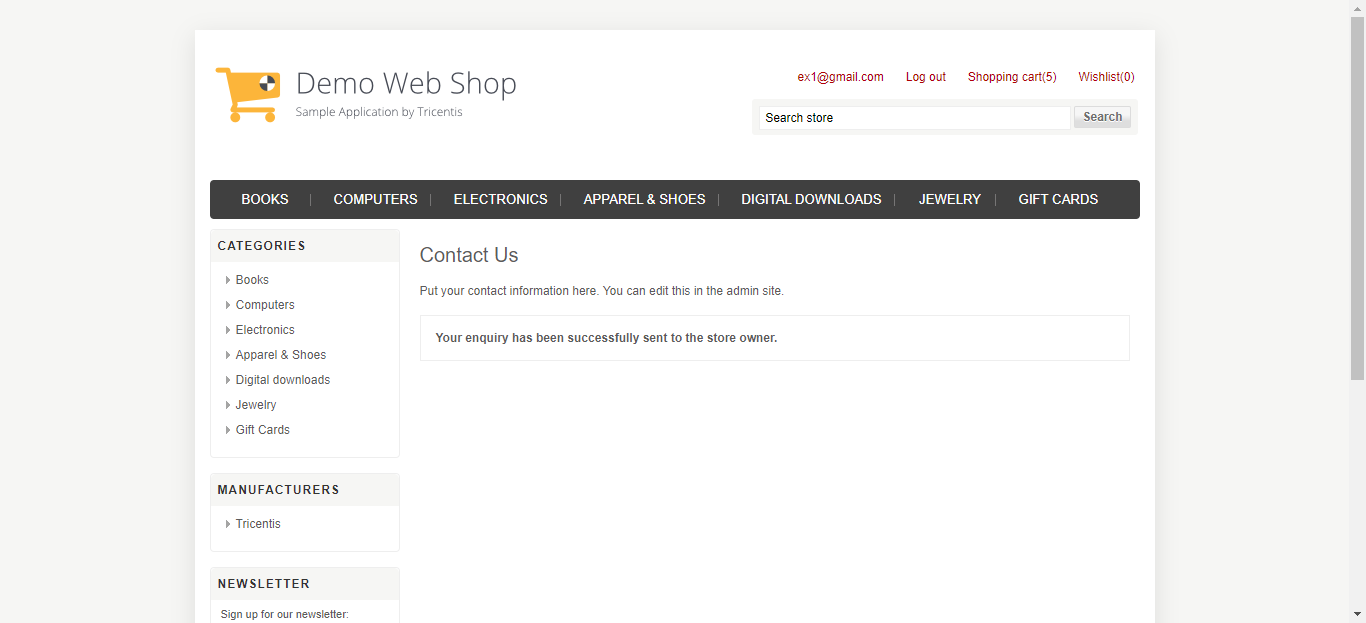 Demo Web Shop
Sample Application by Tricentis
ex1@gmail.com Log out Shopping cart(5) Wishlist(0)
Search store Search
BOOKS COMPUTERS ELECTRONICS APPAREL & SHOES DIGITAL DOWNLOADS JEWELRY GIFT CARDS
CATEGORIES
Books
Computers
Electronics
Apparel & Shoes
Digital downloads
Jewelry
Gift Cards
MANUFACTURERS
Tricentis
NEWSLETTER
Sign up for our newsletter:
Contact Us
Put your contact information here. You can edit this in the admin site.
Your enquiry has been successfully sent to the store owner.